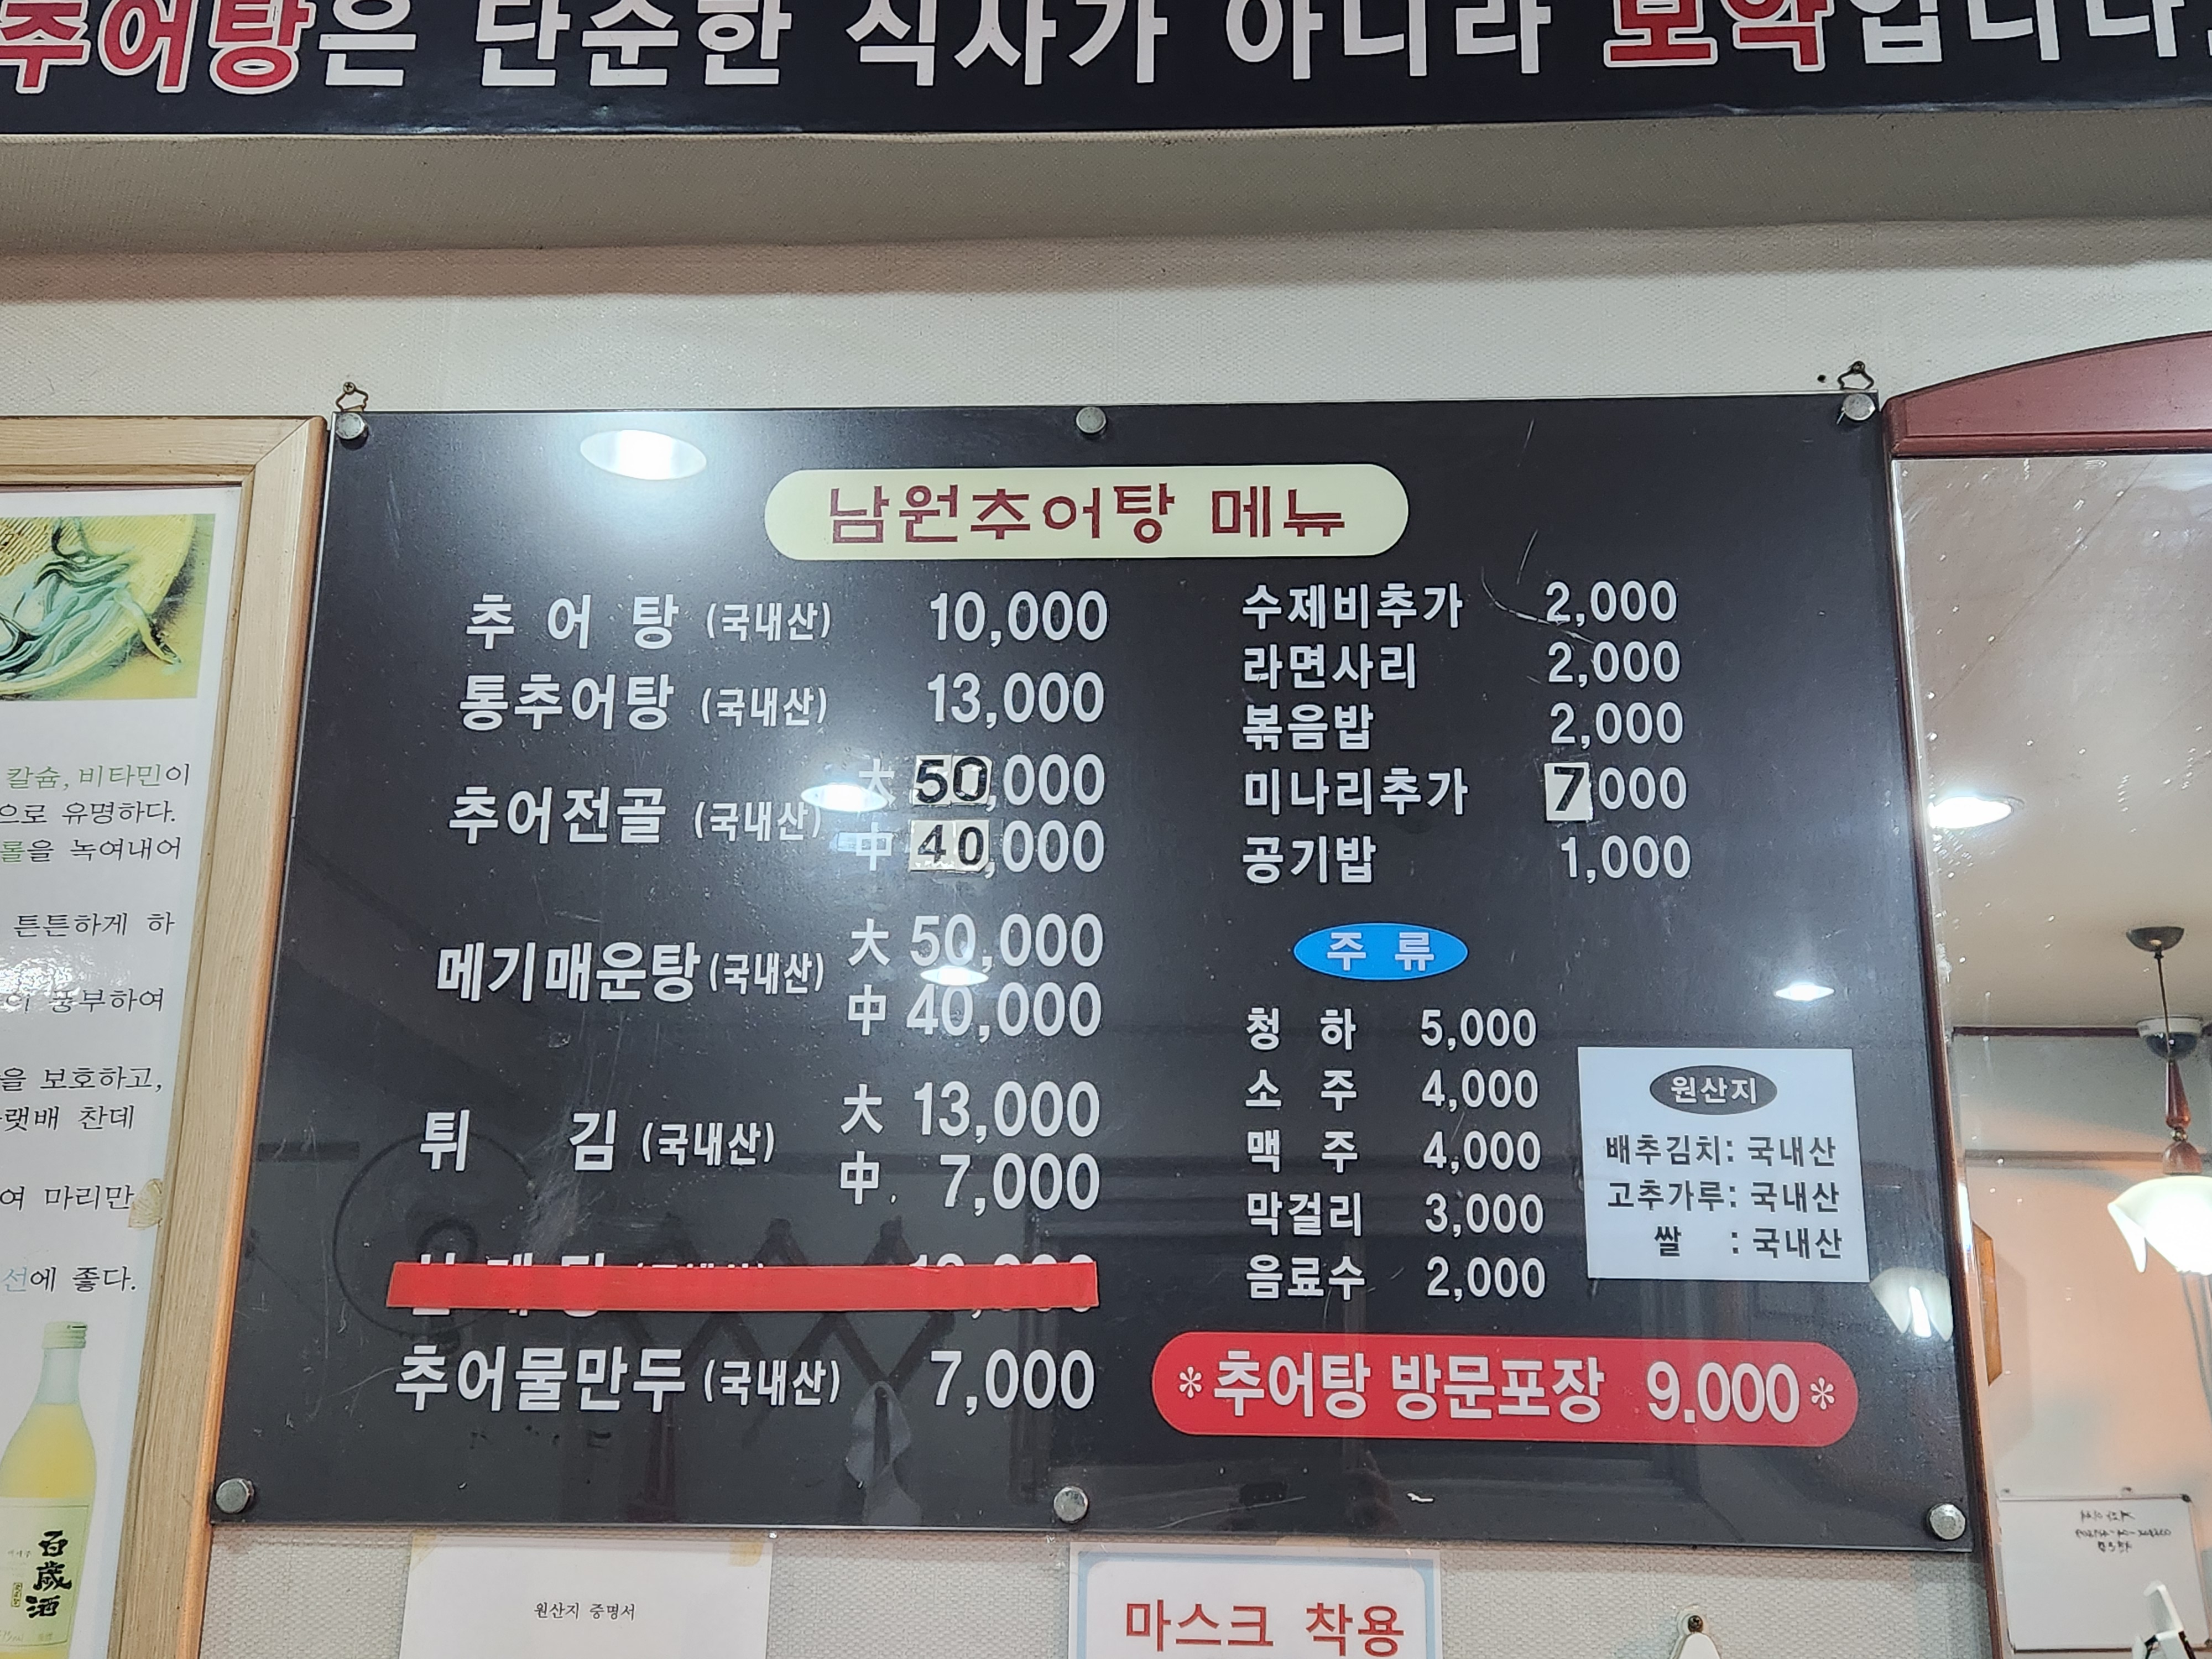 추어탕은 단순한 식사가 아니라 보약입니다.
남원추어탕 메뉴
추 어 탕 (국내산) 10,000
통추어탕 (국내산) 13,000
추어전골 (국내산) 大 50,000
中 40,000
메기매운탕 (국내산) 大 50,000
中 40,000
튀 김 (국내산) 大 13,000
中 7,000
추어물만두 (국내산) 7,000
수제비추가 2,000
라면사리 2,000
볶음밥 2,000
미나리추가 7,000
공기밥 1,000
주 류
청 하 5,000
소 주 4,000
맥 주 4,000
막걸리 3,000
음료수 2,000
원산지
배추김치: 국내산
고추가루: 국내산
쌀 : 국내산
*추어탕 방문포장 9.000*
칼슘, 비타민이
으로 유명하다.
롤을 녹여내어
튼튼하게 하
풍부하여
을 보호하고,
랫배 찬데
여 마리만
선에 좋다.
百歲酒
원산지 증명서
마스크 착용